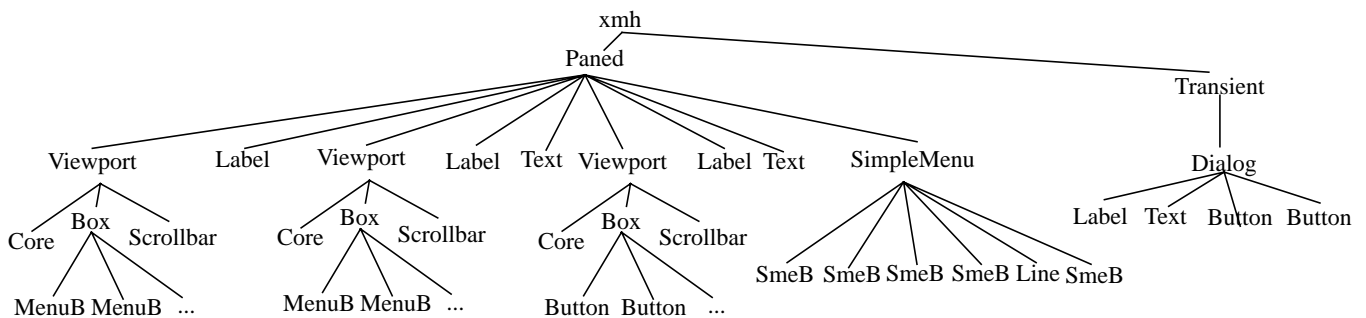 xmh
Paned
Transient
Viewport Label Viewport Label Text Viewport Label Text SimpleMenu Dialog
Label Text Button Button
Core Box Scrollbar Core Box Scrollbar Core Box Scrollbar
SmeB SmeB SmeB SmeB Line SmeB
MenuB MenuB ... MenuB MenuB ... Button Button ...